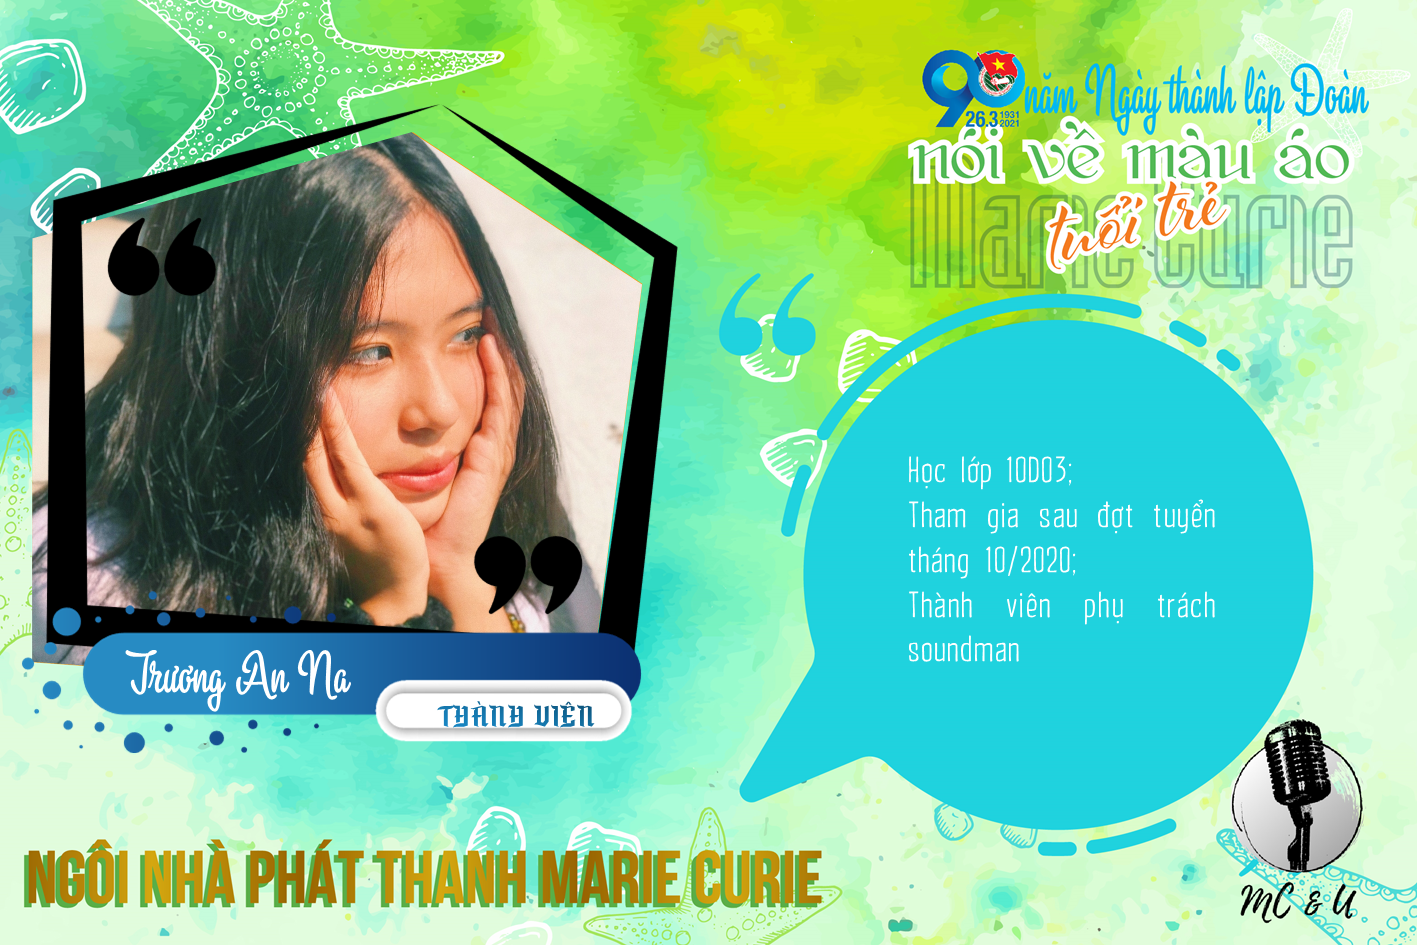 90 năm Ngày thành lập Đoàn
26.3 1931 2021
nói về màu áo
tuổi trẻ
Marie Curie
Học lớp 10D03;
Tham gia sau đợt tuyển
tháng 10/2020;
Thành viên phụ trách
soundman
Trương An Na
THÀNH VIÊN
NGÔI NHÀ PHÁT THANH MARIE CURIE
MC & U